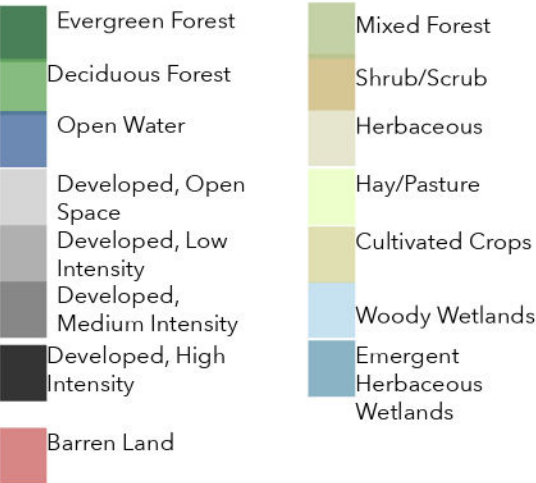 Evergreen Forest
Deciduous Forest
Open Water
Developed, Open
Space
Developed, Low
Intensity
Developed,
Medium Intensity
Developed, High
Intensity
Barren Land
Mixed Forest
Shrub/Scrub
Herbaceous
Hay/Pasture
Cultivated Crops
Woody Wetlands
Emergent
Herbaceous
Wetlands